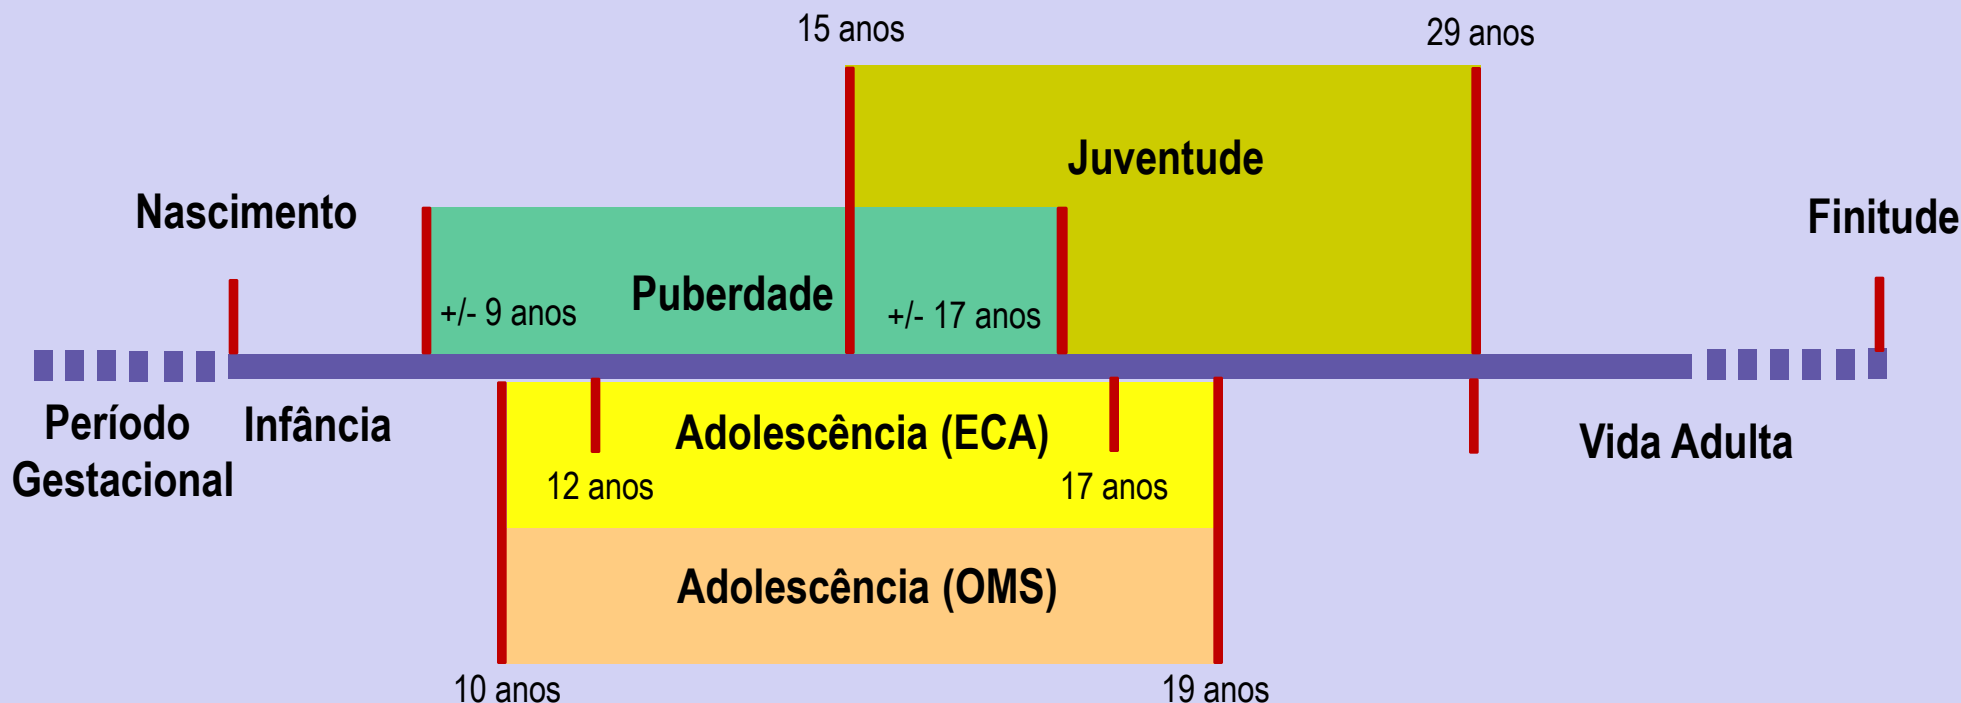 15 anos
29 anos
Juventude
Nascimento
Finitude
Puberdade
+/- 9 anos
+/- 17 anos
Período
Gestacional
Infância
Adolescência (ECA)
Vida Adulta
12 anos
17 anos
Adolescência (OMS)
10 anos
19 anos